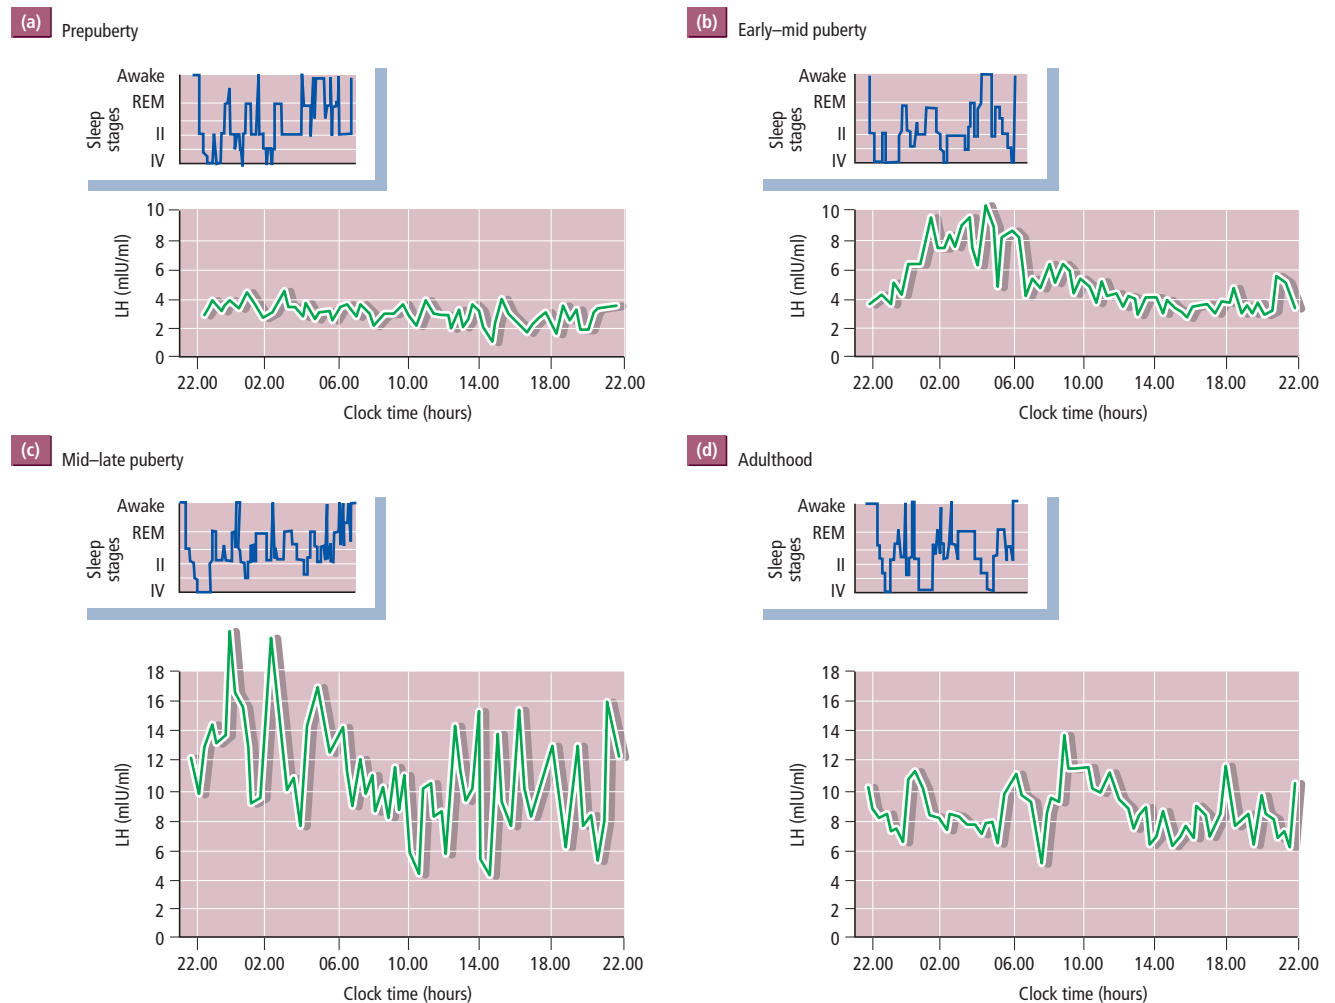 (a) Prepuberty
Awake
REM
II
IV
Sleep
stages
10
8
6
4
2
0
LH (mIU/ml)
22.00 02.00 06.00 10.00 14.00 18.00 22.00
Clock time (hours)
(b) Early–mid puberty
Awake
REM
II
IV
Sleep
stages
10
8
6
4
2
0
LH (mIU/ml)
22.00 02.00 06.00 10.00 14.00 18.00 22.00
Clock time (hours)
(c) Mid–late puberty
Awake
REM
II
IV
Sleep
stages
18
16
14
12
10
8
6
4
2
0
LH (mIU/ml)
22.00 02.00 06.00 10.00 14.00 18.00 22.00
Clock time (hours)
(d) Adulthood
Awake
REM
II
IV
Sleep
stages
18
16
14
12
10
8
6
4
2
0
LH (mIU/ml)
22.00 02.00 06.00 10.00 14.00 18.00 22.00
Clock time (hours)